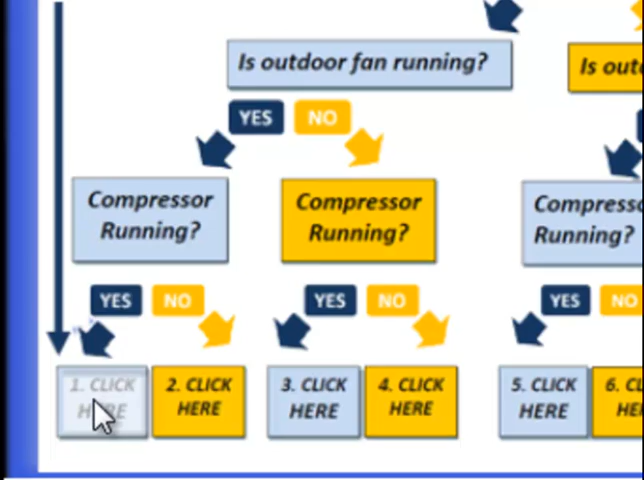 Is outdoor fan running?
Is out
YES NO
Compressor
Running?
Compressor
Running?
Compress
Running?
YES NO
YES NO
YES NO
1. CLICK
HERE
2. CLICK
HERE
3. CLICK
HERE
4. CLICK
HERE
5. CLICK
HERE
6. CL
HE